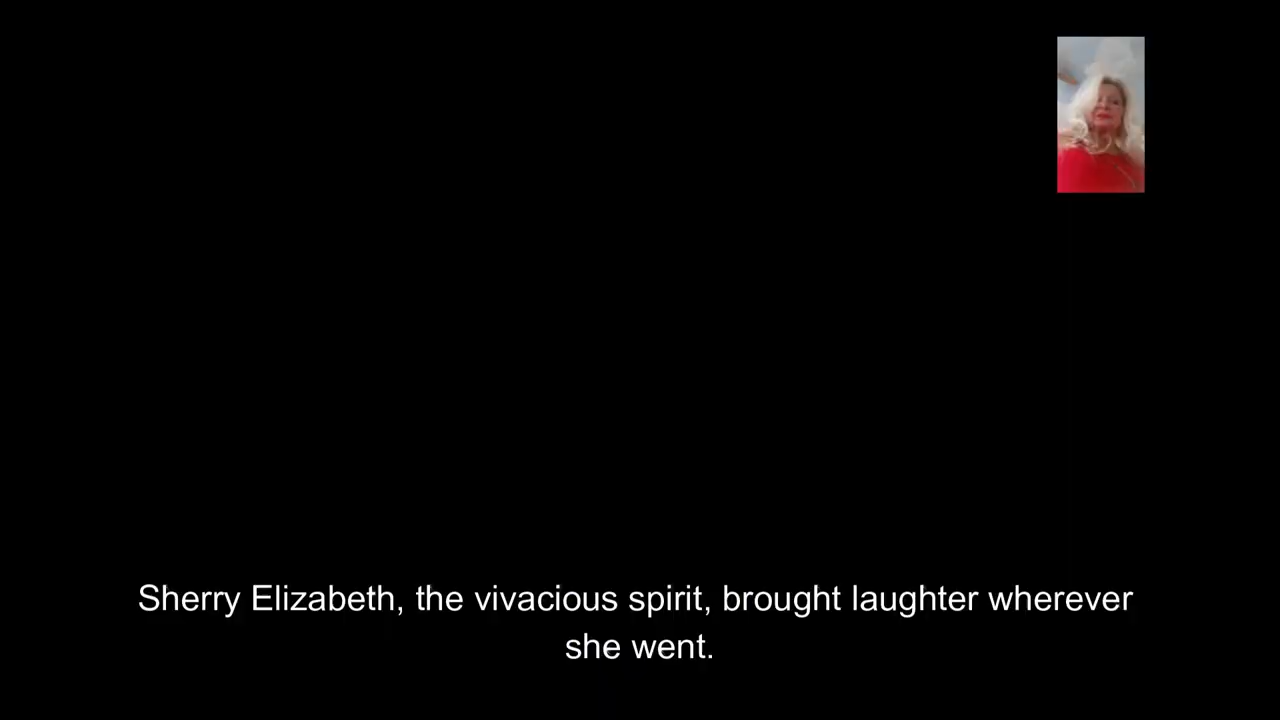 Sherry Elizabeth, the vivacious spirit, brought laughter wherever
she went.